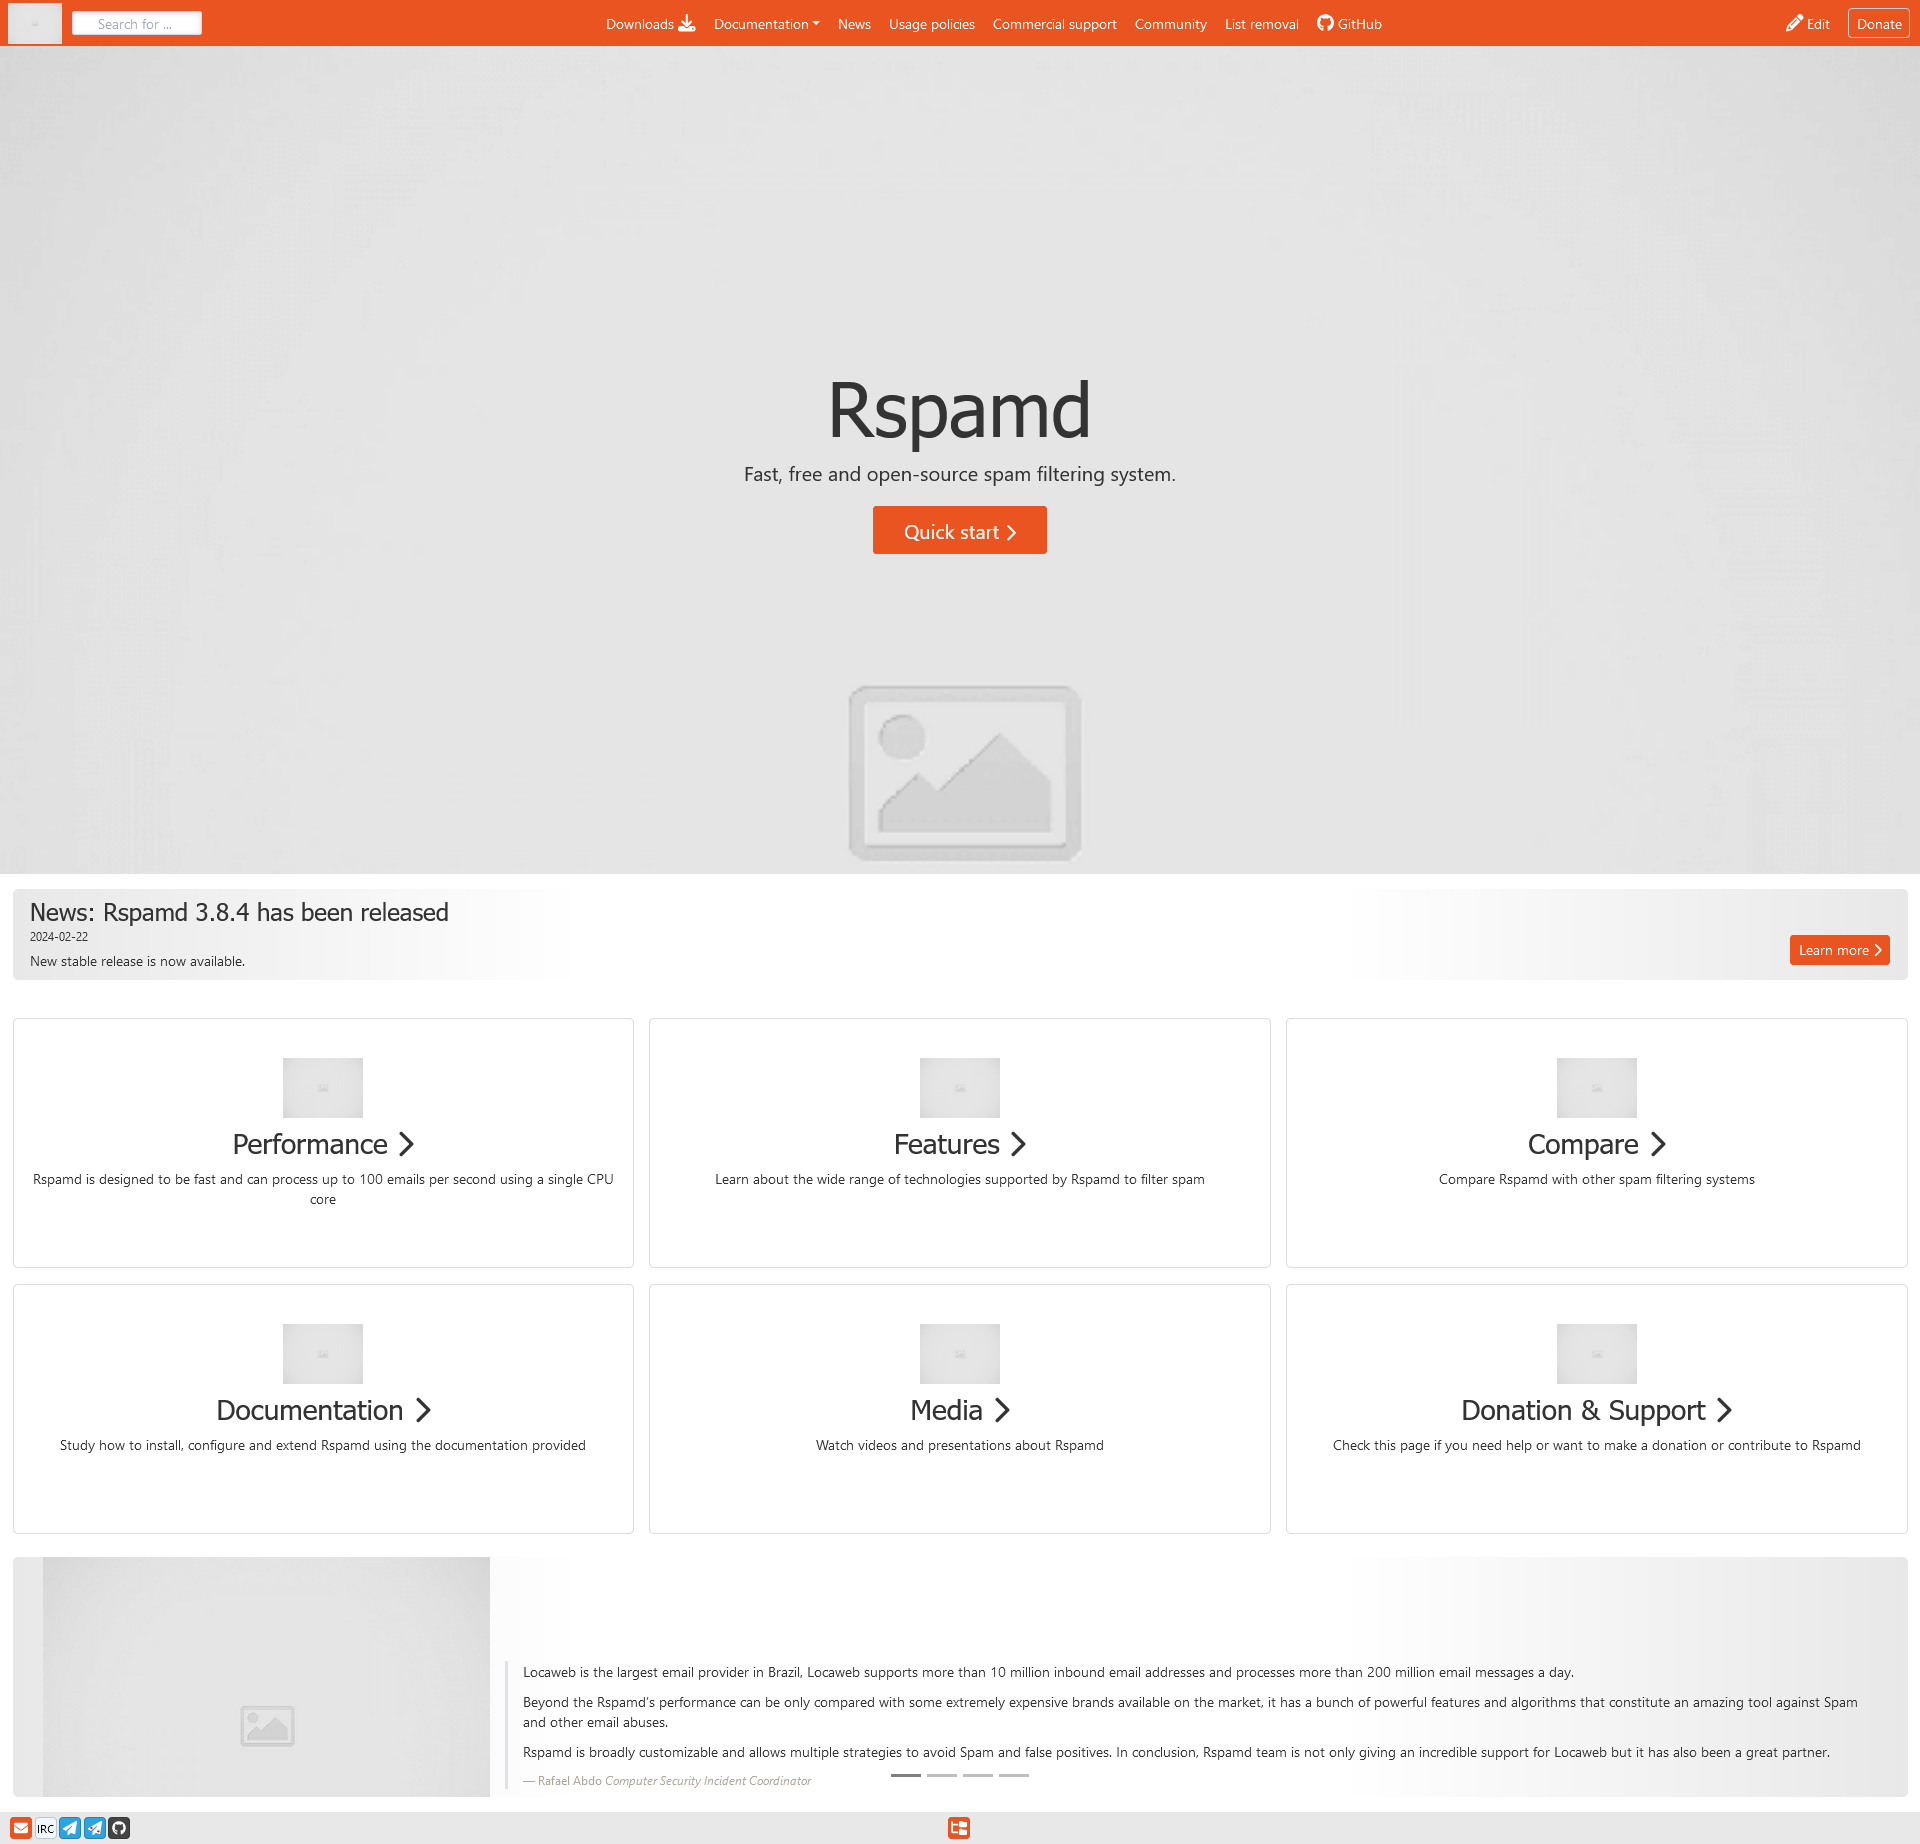 Search for ...
Downloads
Documentation
News
Usage policies
Commercial support
Community
List removal
GitHub
Edit
Donate
Rspamd
Fast, free and open-source spam filtering system.
Quick start
News: Rspamd 3.8.4 has been released
2024-02-22
New stable release is now available.
Learn more
Performance
Rspamd is designed to be fast and can process up to 100 emails per second using a single CPU
core
Features
Learn about the wide range of technologies supported by Rspamd to filter spam
Compare
Compare Rspamd with other spam filtering systems
Documentation
Study how to install, configure and extend Rspamd using the documentation provided
Media
Watch videos and presentations about Rspamd
Donation & Support
Check this page if you need help or want to make a donation or contribute to Rspamd
Locaweb is the largest email provider in Brazil, Locaweb supports more than 10 million inbound email addresses and processes more than 200 million email messages a day.
Beyond the Rspamd's performance can be only compared with some extremely expensive brands available on the market, it has a bunch of powerful features and algorithms that constitute an amazing tool against Spam
and other email abuses.
Rspamd is broadly customizable and allows multiple strategies to avoid Spam and false positives. In conclusion, Rspamd team is not only giving an incredible support for Locaweb but it has also been a great partner.
— Rafael Abdo Computer Security Incident Coordinator
IRC